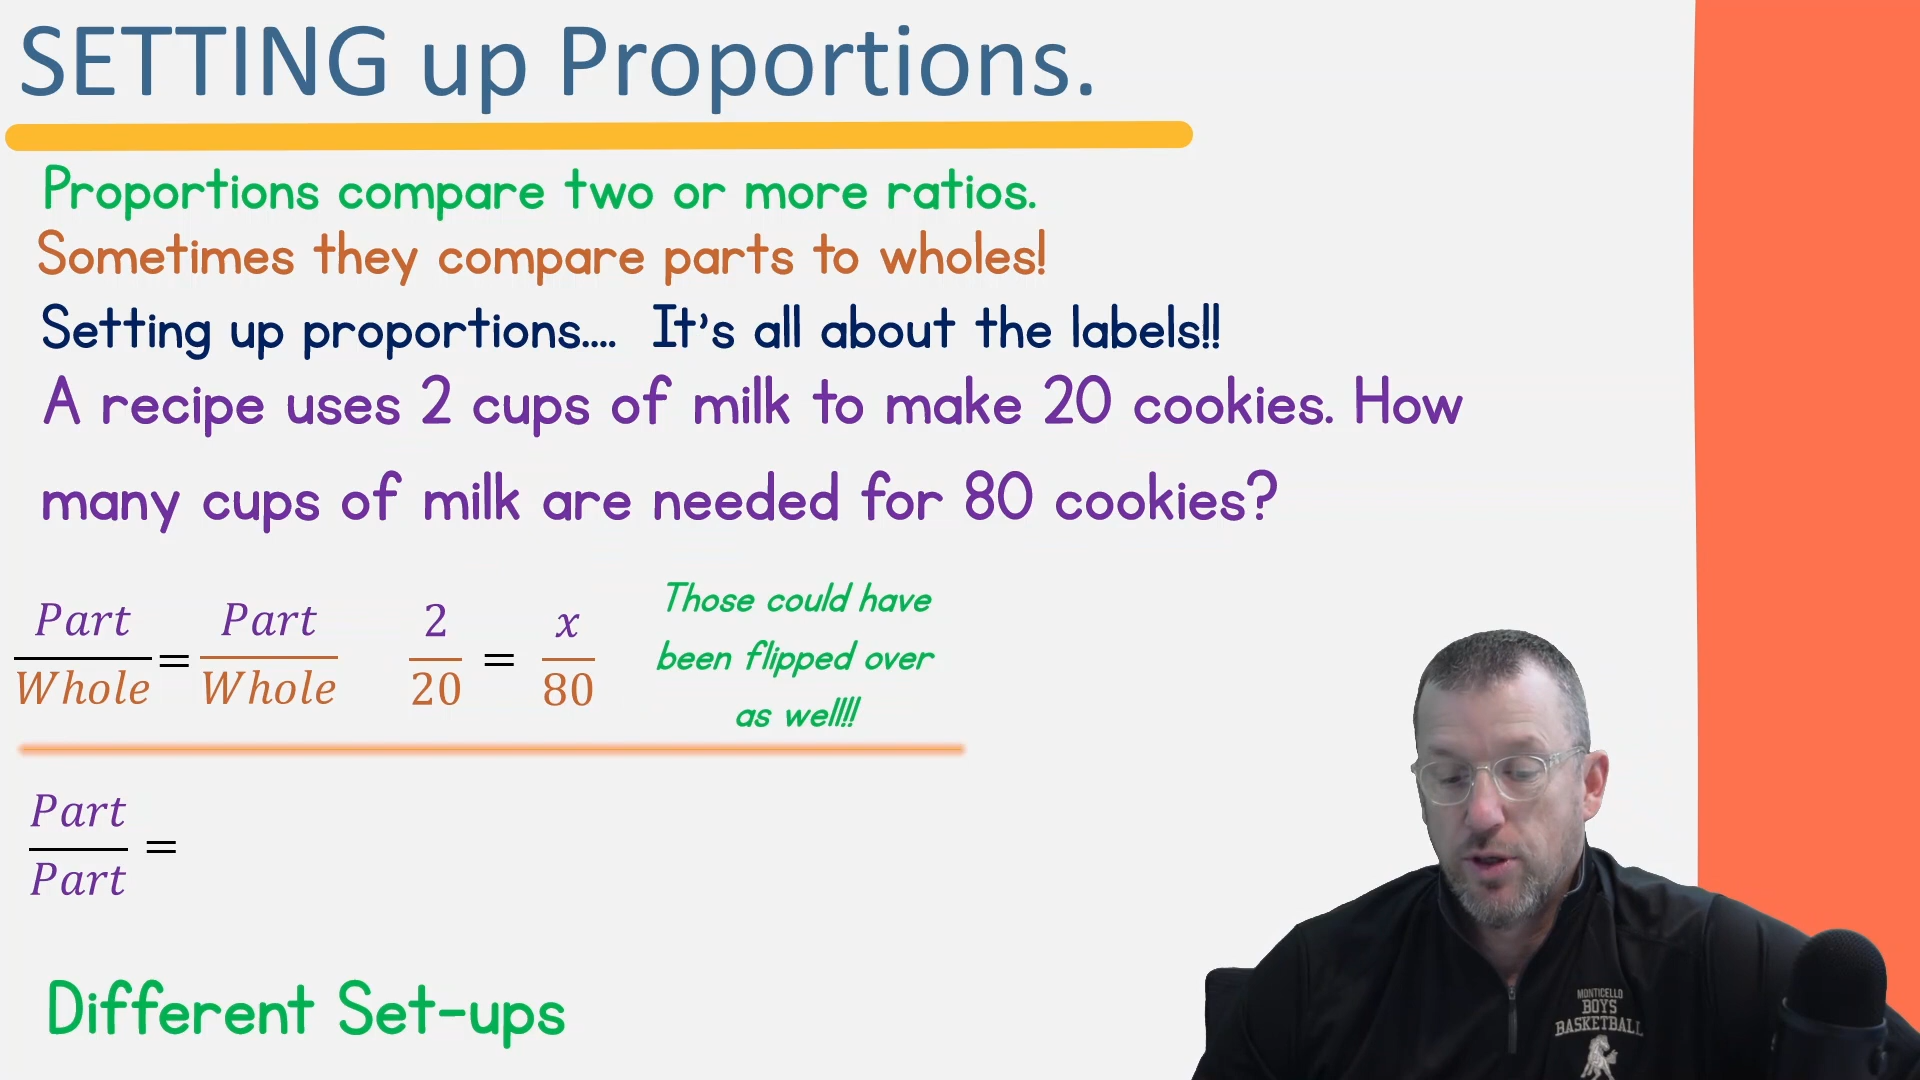 SETTING up Proportions.
Proportions compare two or more ratios.
Sometimes they compare parts to wholes!
Setting up proportions.... It's all about the labels!!
A recipe uses 2 cups of milk to make 20 cookies. How
many cups of milk are needed for 80 cookies?
Part/Whole = Part/Whole 2/20 = x/80
Those could have
been flipped over
as well!!!
Part/Part =
Different Set-ups
MONTICELLO
BOYS
BASKETBALL